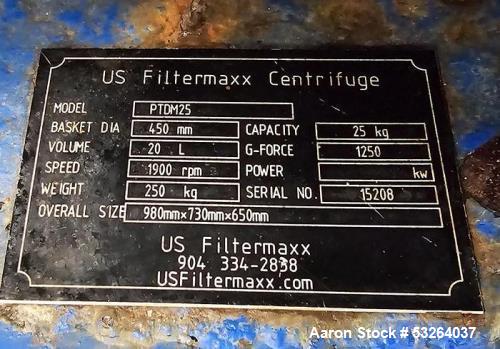 US Filtermaxx Centrifuge
MODEL PTDM25
BASKET DIA 450 mm CAPACITY 25 kg
VOLUME 20 L G-FORCE 1250
SPEED 1900 rpm POWER kw
WEIGHT 250 kg SERIAL NO. 15208
OVERALL SIZE 980mm×730mm×650mm
US Filtermaxx
904 334-2838
USFiltermaxx.com
Aaron Stock # 63264037